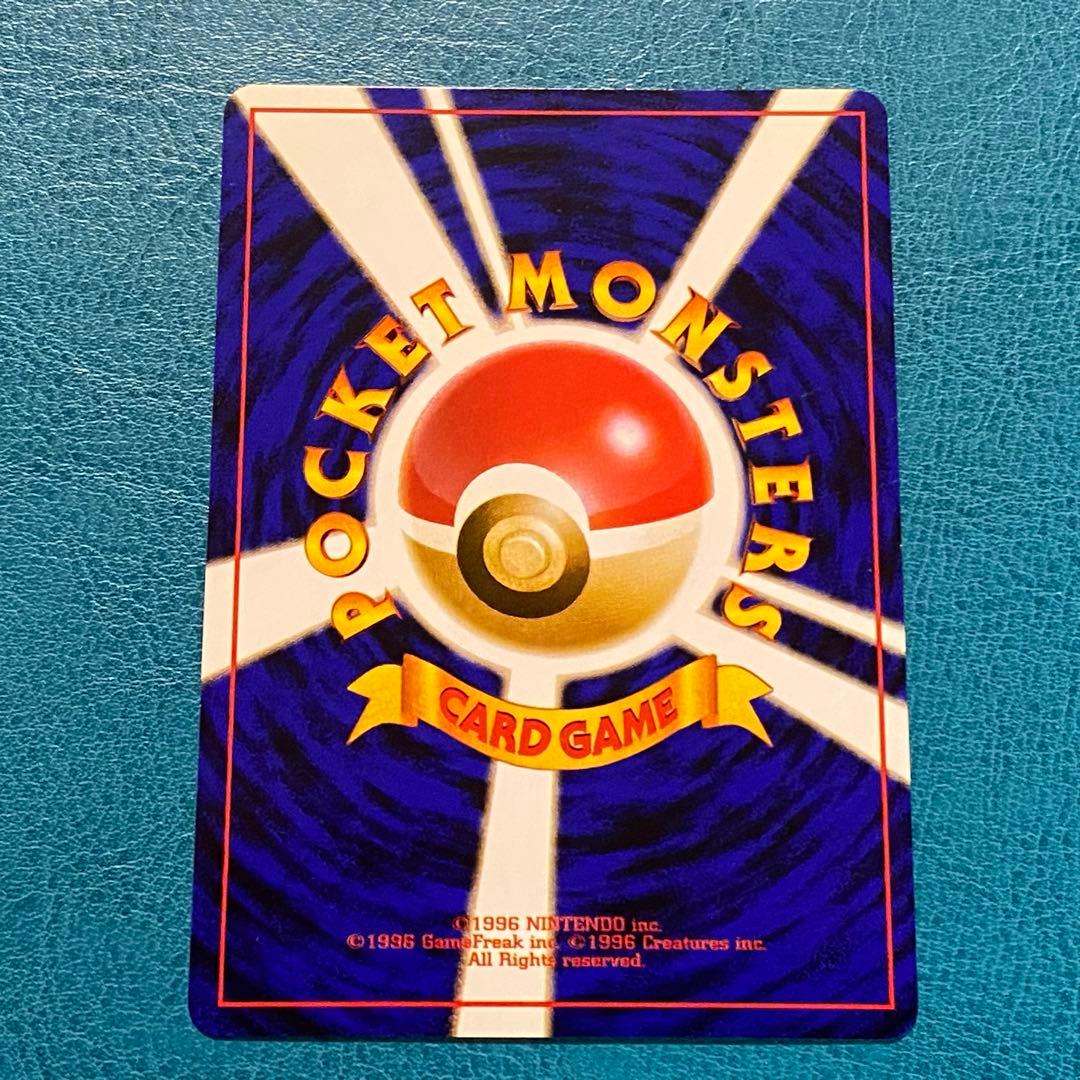 POCKET MONSTERS
CARD GAME
©1996 NINTENDO inc.
©1996 GameFreak inc. ©1996 Creatures inc.
All Rights reserved.